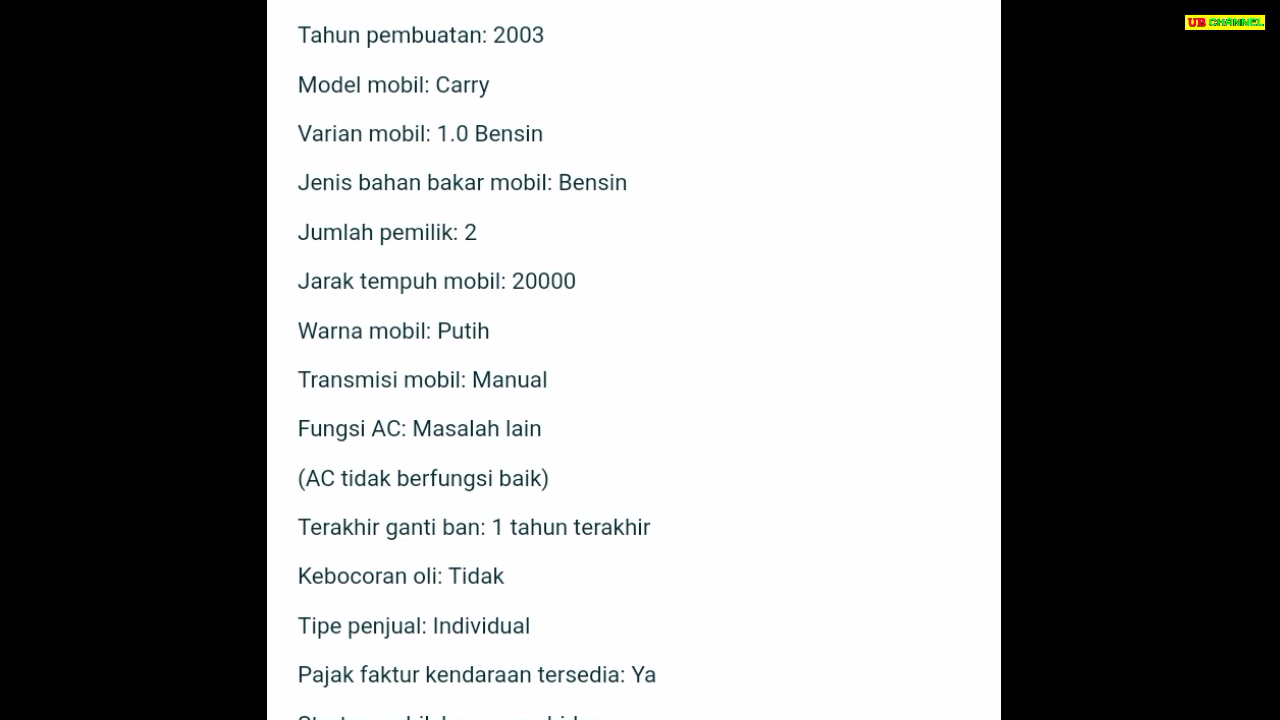 UB CHANNEL
Tahun pembuatan: 2003
Model mobil: Carry
Varian mobil: 1.0 Bensin
Jenis bahan bakar mobil: Bensin
Jumlah pemilik: 2
Jarak tempuh mobil: 20000
Warna mobil: Putih
Transmisi mobil: Manual
Fungsi AC: Masalah lain
(AC tidak berfungsi baik)
Terakhir ganti ban: 1 tahun terakhir
Kebocoran oli: Tidak
Tipe penjual: Individual
Pajak faktur kendaraan tersedia: Ya